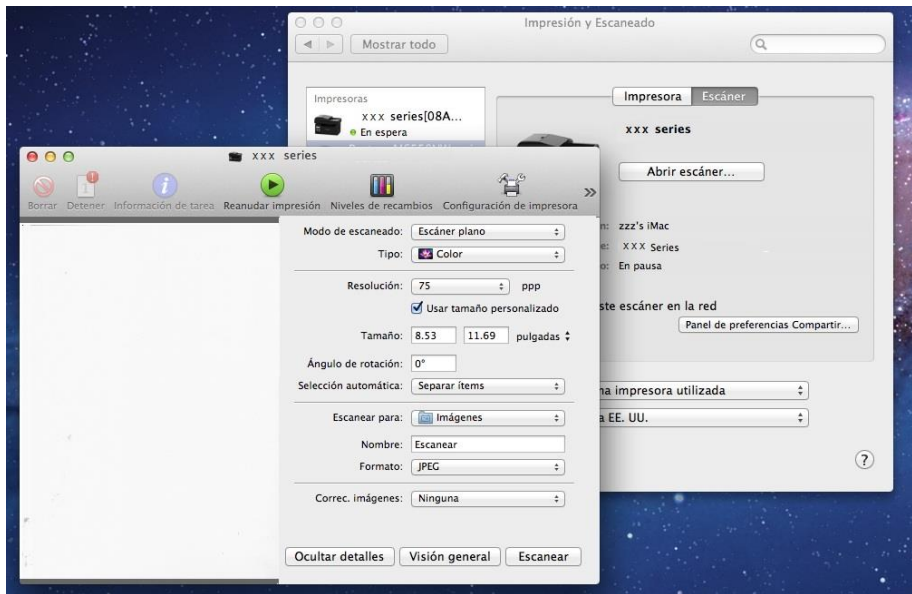 Impresión y Escaneado
Mostrar todo
Impresoras
xxx series[08A...
En espera
Impresora
Escáner
xxx series
Abrir escáner...
zzz's iMac
XXX Series
En pausa
ste escáner en la red
Panel de preferencias Compartir...
na impresora utilizada
a EE. UU.
?
xxx series
Borrar
Detener
Información de tarea
Reanudar impresión
Niveles de recambios
Configuración de impresora
Modo de escaneado: Escáner plano
Tipo: Color
Resolución: 75 ppp
Usar tamaño personalizado
Tamaño: 8.53 11.69 pulgadas
Ángulo de rotación: 0°
Selección automática: Separar ítems
Escanear para: Imágenes
Nombre: Escanear
Formato: JPEG
Correc. imágenes: Ninguna
Ocultar detalles
Visión general
Escanear